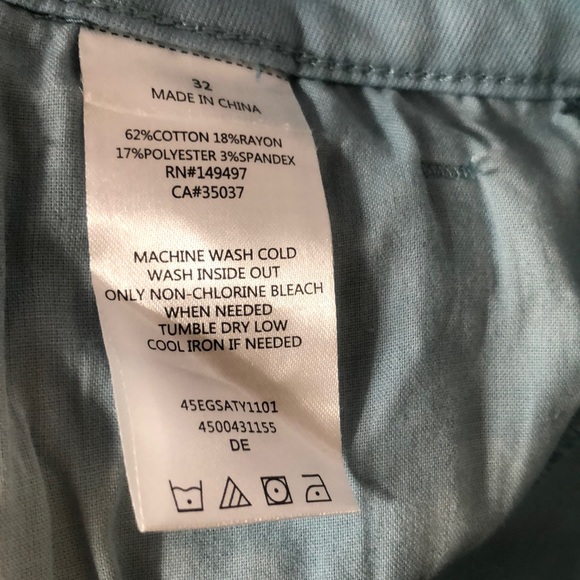 32
MADE IN CHINA
62%COTTON 18%RAYON
17%POLYESTER 3%SPANDEX
RN#149497
CA#35037
MACHINE WASH COLD
WASH INSIDE OUT
ONLY NON-CHLORINE BLEACH
WHEN NEEDED
TUMBLE DRY LOW
COOL IRON IF NEEDED
45EGSATY1101
4500431155
DE